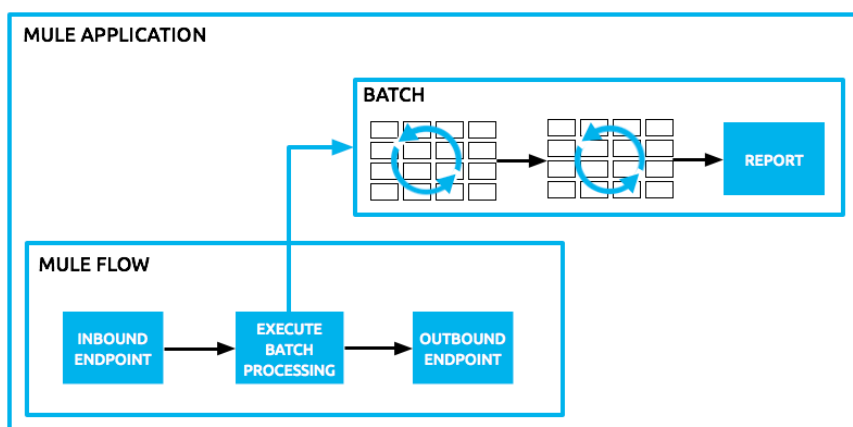 MULE APPLICATION
BATCH
REPORT
MULE FLOW
INBOUND
ENDPOINT
EXECUTE
BATCH
PROCESSING
OUTBOUND
ENDPOINT